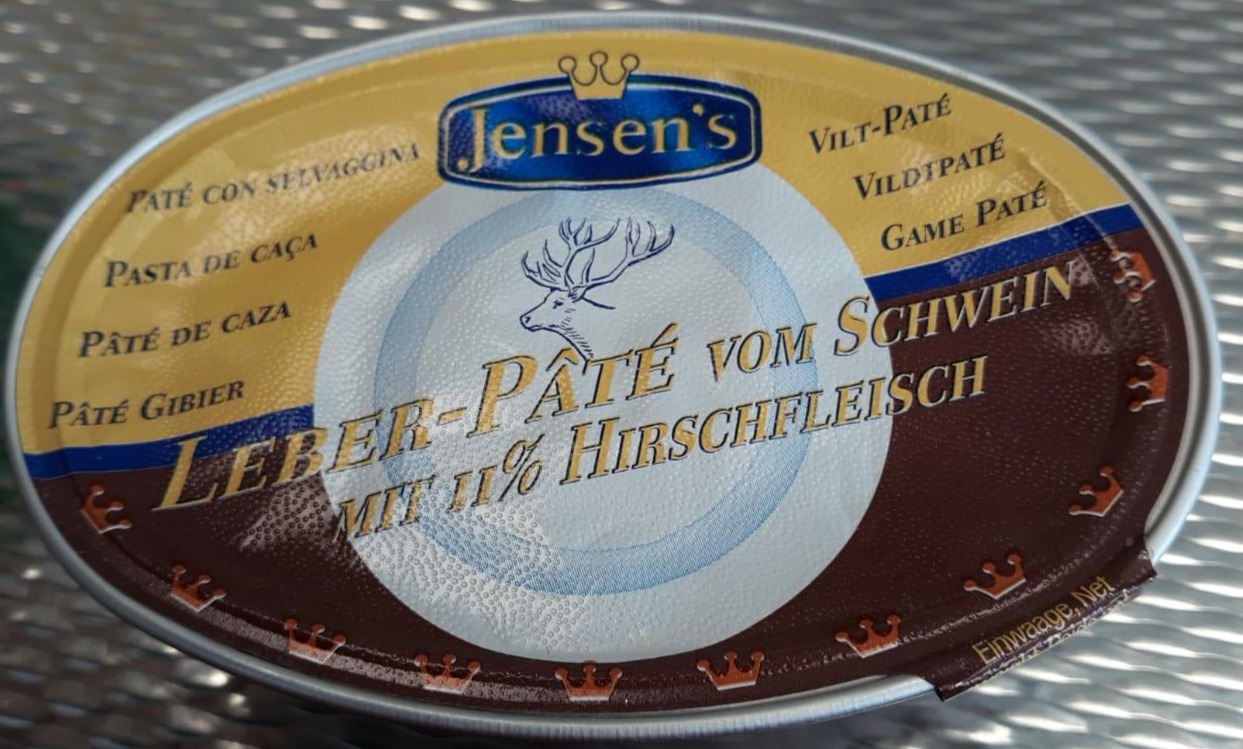 Jensen's
PATÉ CON SELVAGGINA
PASTA DE CAÇA
PÂTÉ DE CAZA
PÂTÉ GIBIER
VILT-PATÉ
VILDTPATÉ
GAME PATÉ
LEBER-PÂTÉ VOM SCHWEIN
MIT 11% HIRSCHFLEISCH
Einwaage, Net